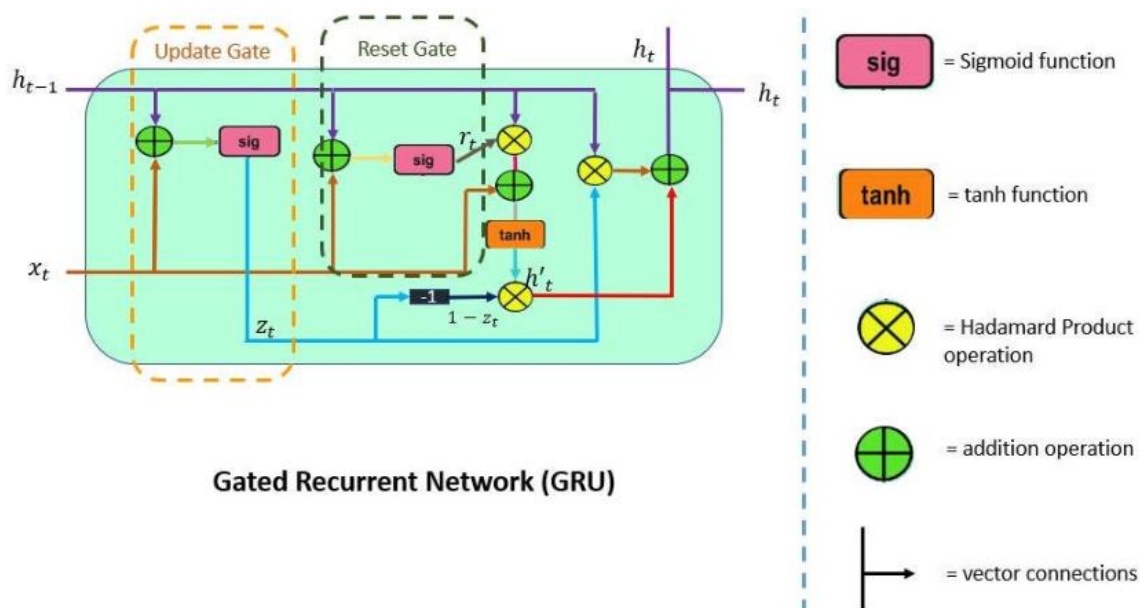 Update Gate
Reset Gate
h_{t-1}
h_t
h_t
sig
sig
r_t
tanh
x_t
h'_t
-1
1 − z_t
z_t
Gated Recurrent Network (GRU)
sig = Sigmoid function
tanh = tanh function
= Hadamard Product
operation
= addition operation
= vector connections